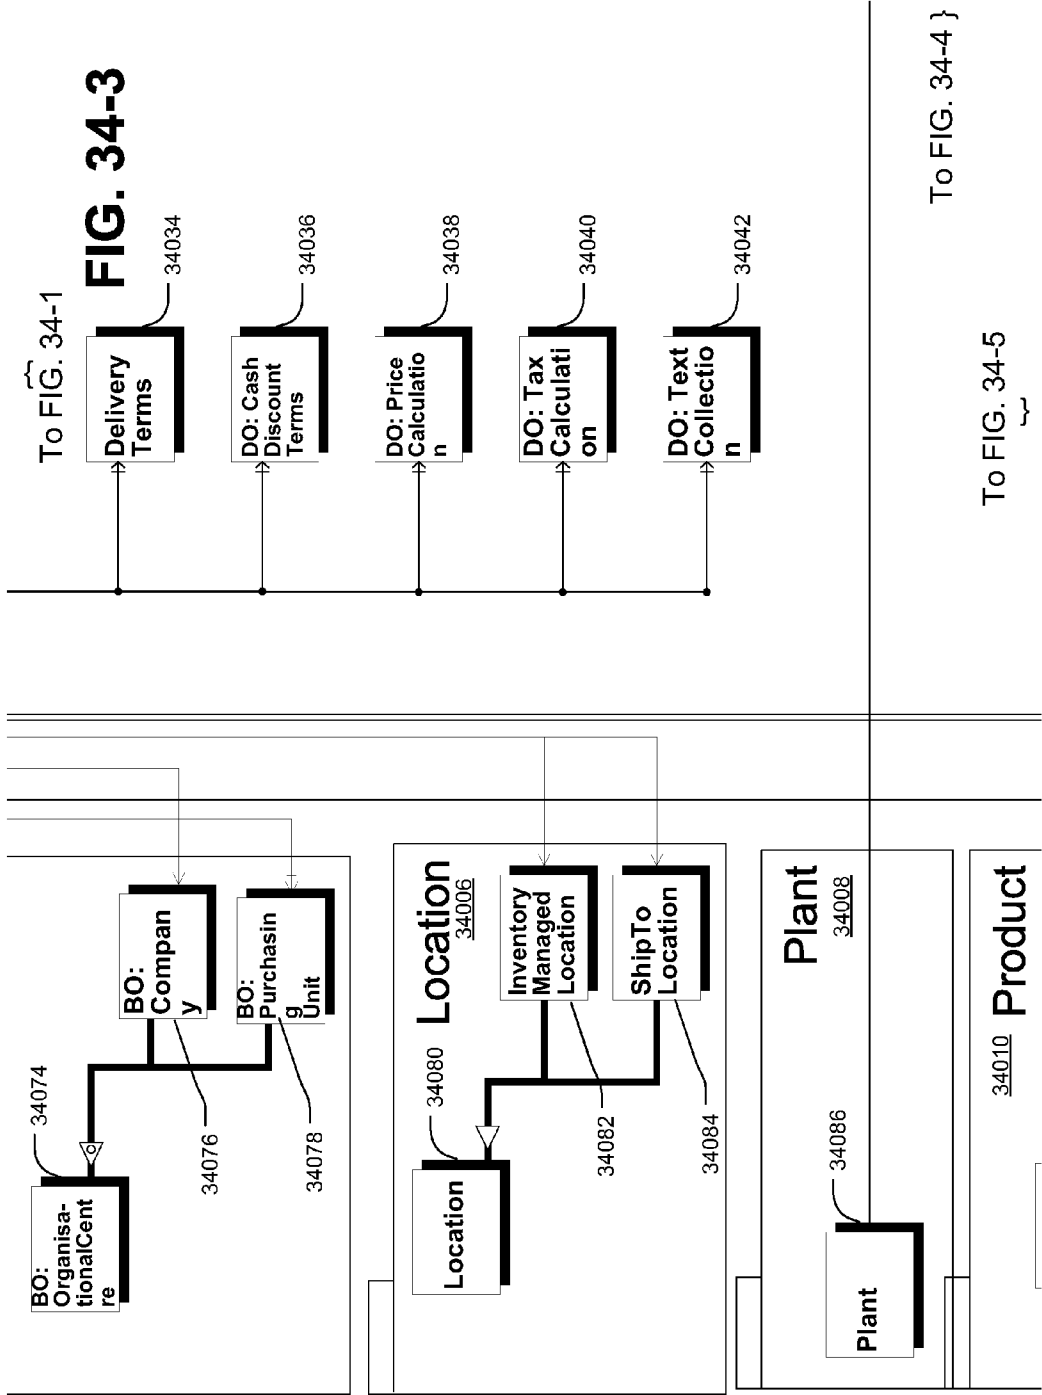 To FIG. 34-1
{
FIG. 34-3
Delivery
Terms
34034
DO: Cash
Discount
Terms
34036
DO: Price
Calculatio
n
34038
DO: Tax
Calculati
on
34040
DO: Text
Collectio
n
34042
To FIG. 34-4 }
To FIG. 34-5
}
BO:
Organisa-
tionalCent
re
34074
BO:
Compan
y
34076
BO:
Purchasin
g
Unit
34078
C
Location
34006
Location
34080
Inventory
Managed
Location
34082
ShipTo
Location
34084
Plant
34008
Plant
34086
Product
34010